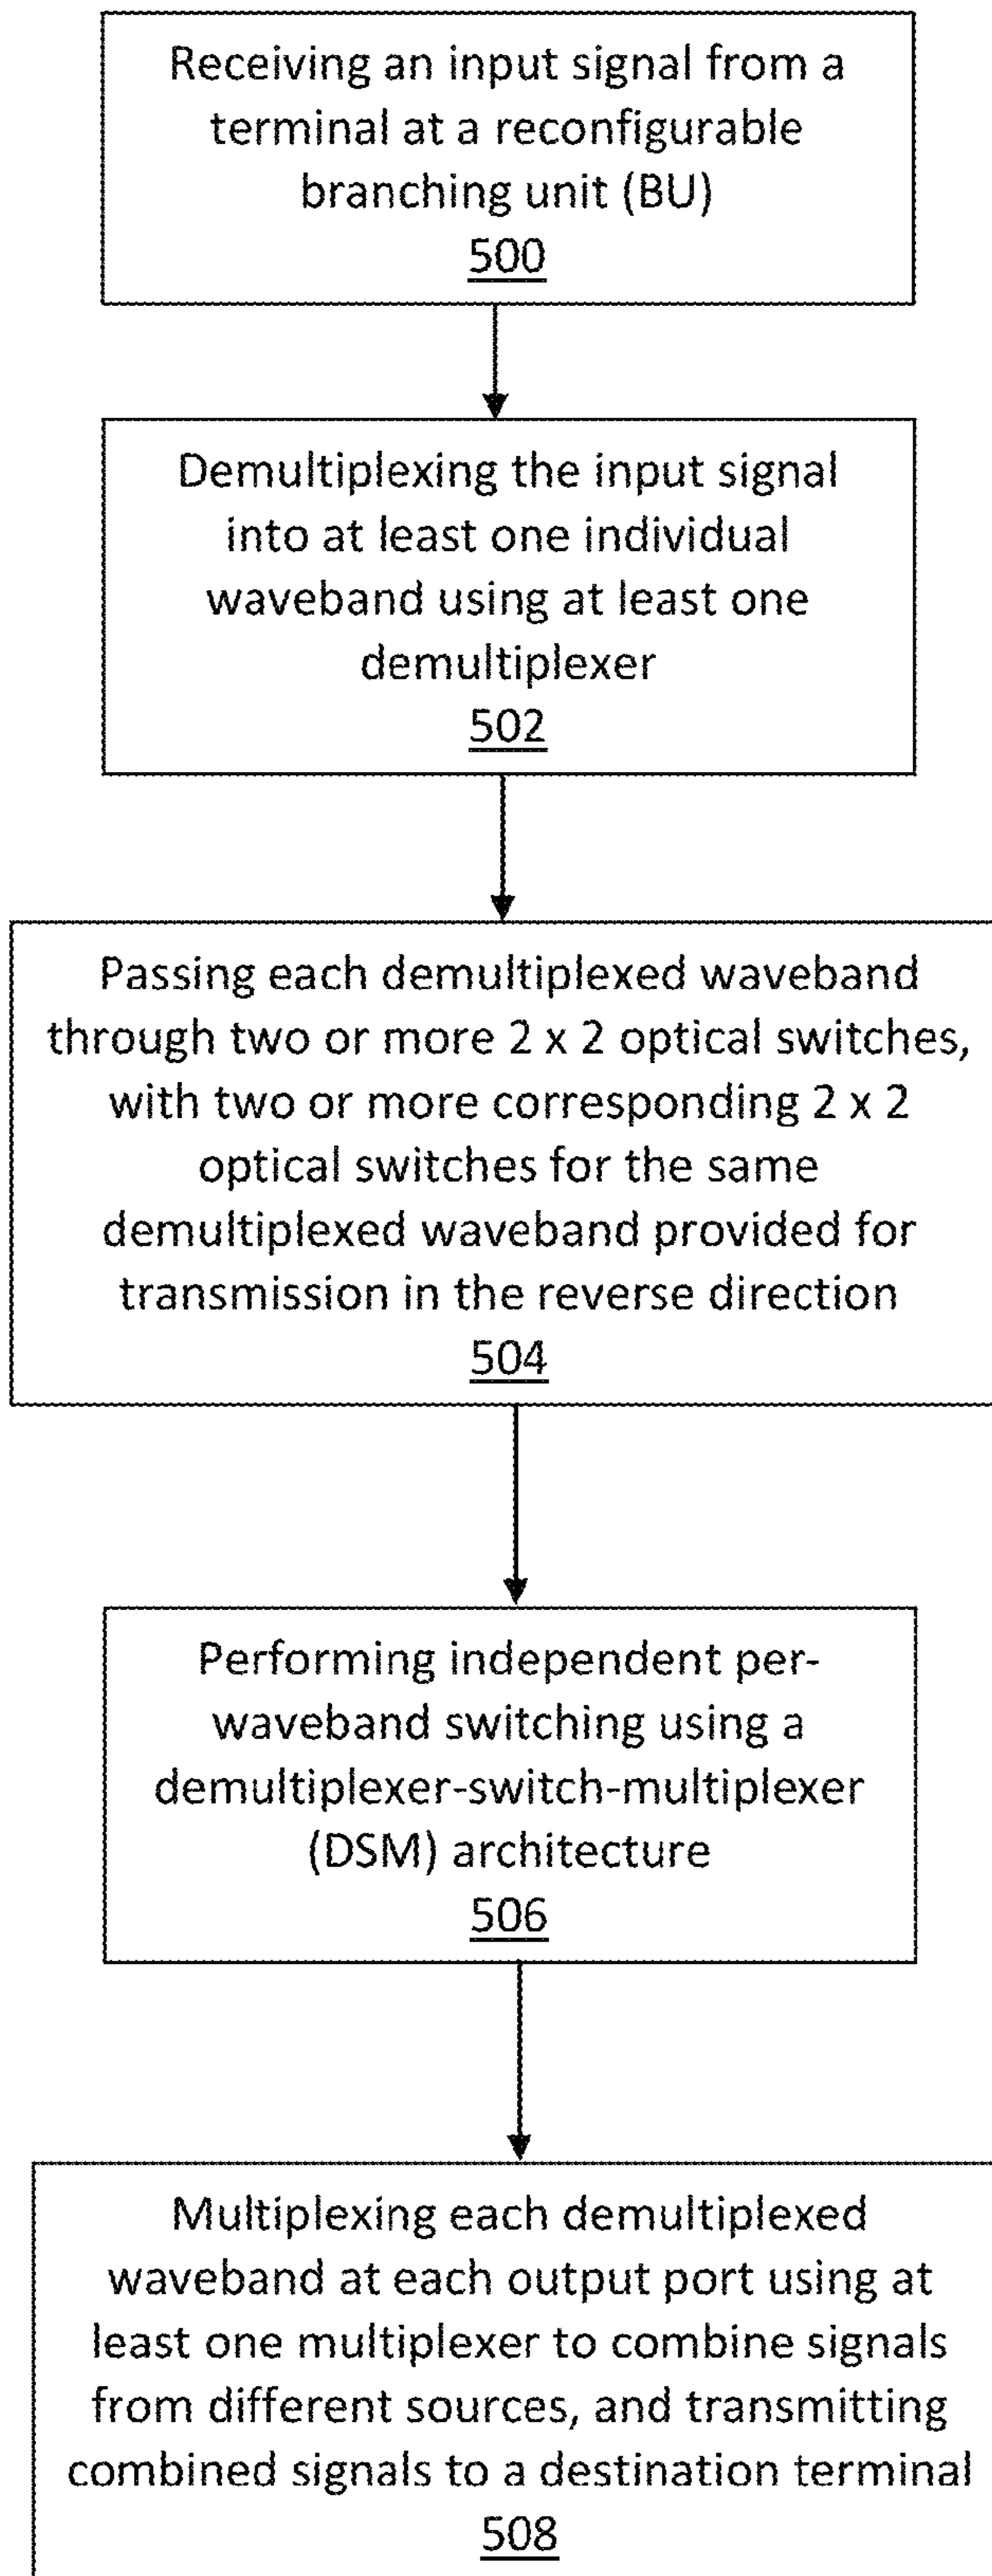 Receiving an input signal from a
terminal at a reconfigurable
branching unit (BU)
500
Demultiplexing the input signal
into at least one individual
waveband using at least one
demultiplexer
502
Passing each demultiplexed waveband
through two or more 2 x 2 optical switches,
with two or more corresponding 2 x 2
optical switches for the same
demultiplexed waveband provided for
transmission in the reverse direction
504
Performing independent per-
waveband switching using a
demultiplexer-switch-multiplexer
(DSM) architecture
506
Multiplexing each demultiplexed
waveband at each output port using at
least one multiplexer to combine signals
from different sources, and transmitting
combined signals to a destination terminal
508